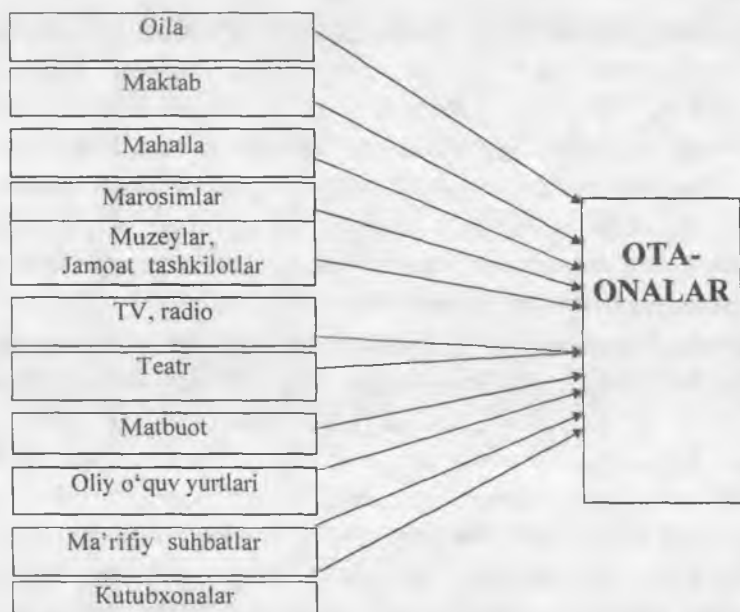 Oila
Maktab
Mahalla
Marosimlar
Muzeylar,
Jamoat tashkilotlar
TV, radio
Teatr
Matbuot
Oliy o‘quv yurtlari
Ma’rifiy suhbatlar
Kutubxonalar
OTA-
ONALAR